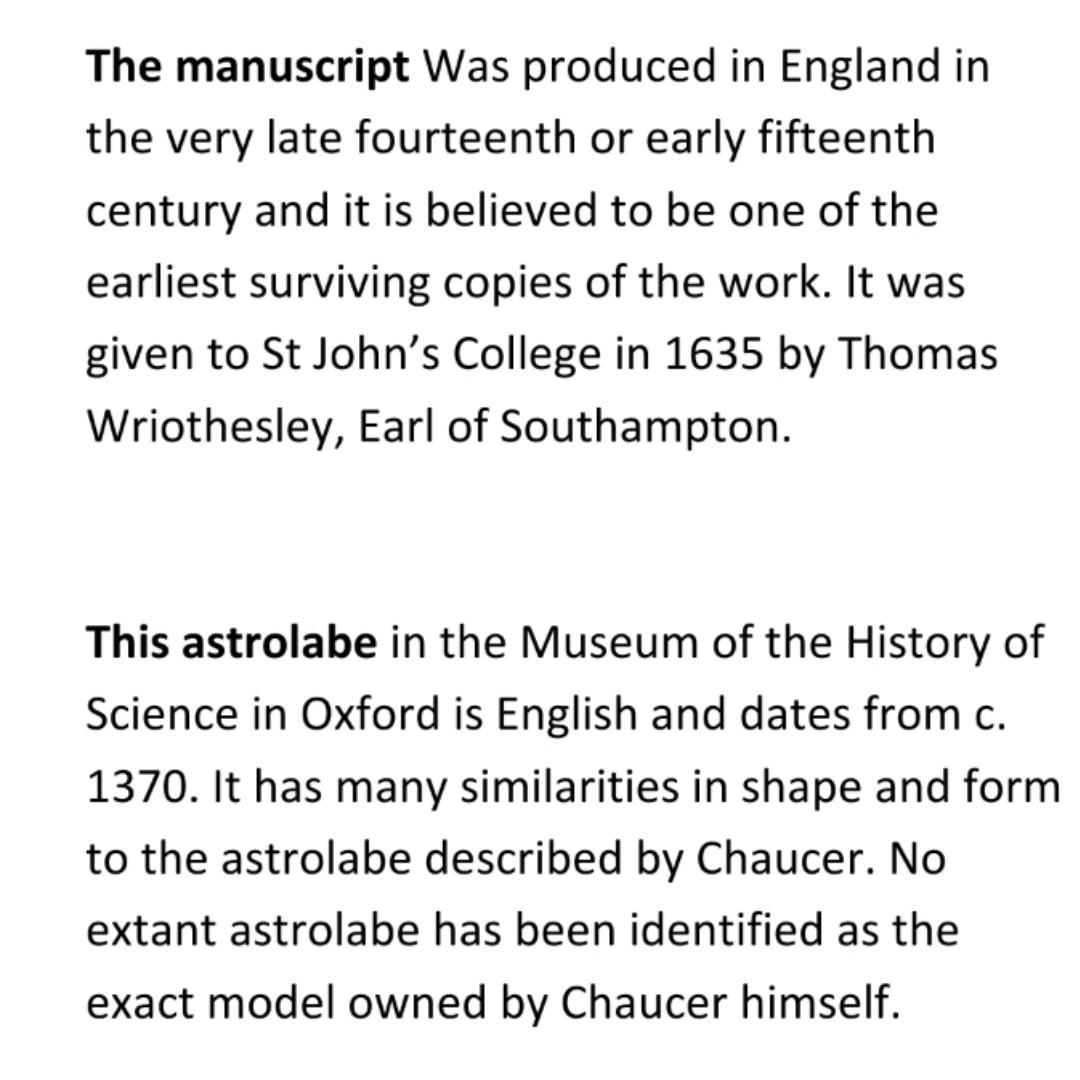 The manuscript Was produced in England in
the very late fourteenth or early fifteenth
century and it is believed to be one of the
earliest surviving copies of the work. It was
given to St John’s College in 1635 by Thomas
Wriothesley, Earl of Southampton.
This astrolabe in the Museum of the History of
Science in Oxford is English and dates from c.
1370. It has many similarities in shape and form
to the astrolabe described by Chaucer. No
extant astrolabe has been identified as the
exact model owned by Chaucer himself.